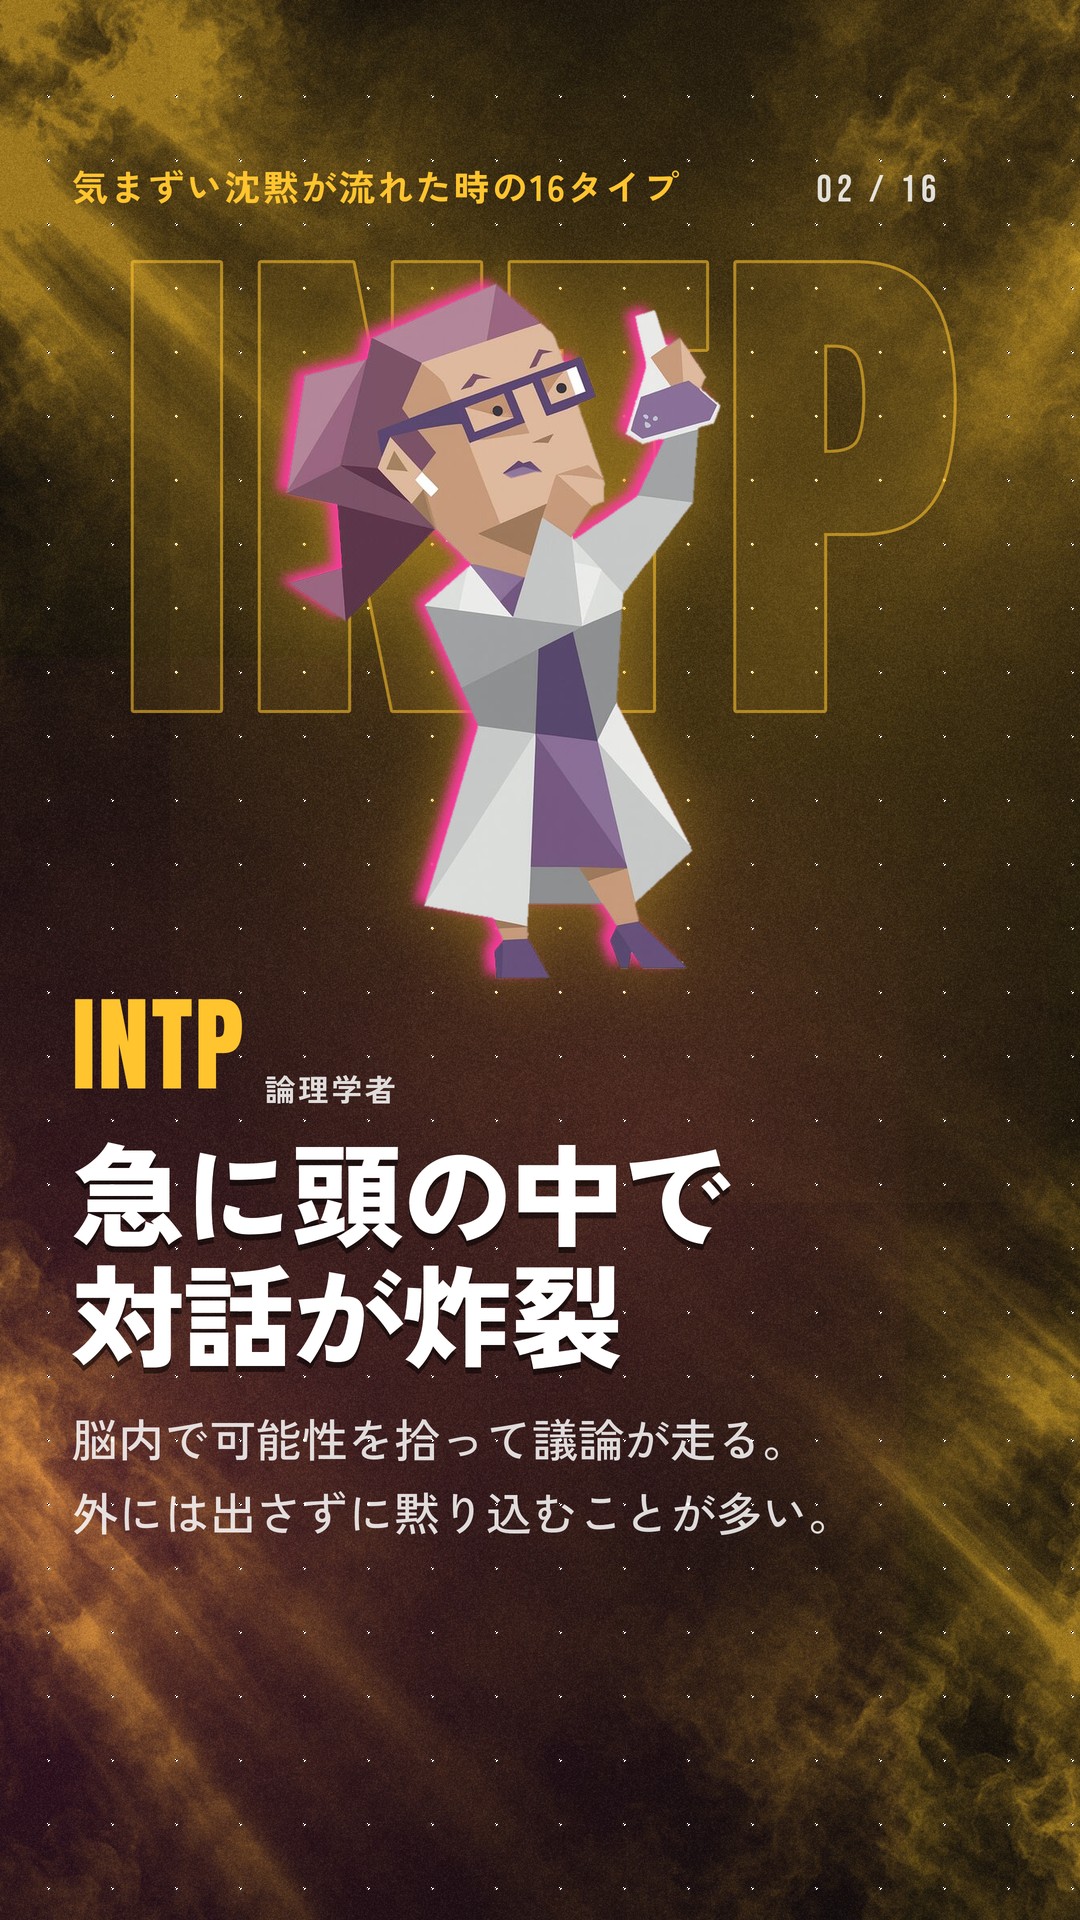 気まずい沈黙が流れた時の16タイプ
02 / 16
INTP
INTP
論理学者
急に頭の中で
対話が炸裂
脳内で可能性を拾って議論が走る。
外には出さずに黙り込むことが多い。